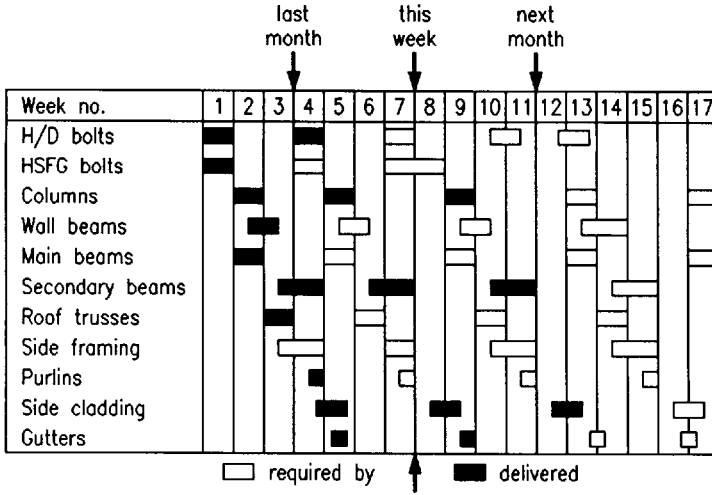 last month
this week
next month
Week no. 1 2 3 4 5 6 7 8 9 10 11 12 13 14 15 16 17
H/D bolts
HSFG bolts
Columns
Wall beams
Main beams
Secondary beams
Roof trusses
Side framing
Purlins
Side cladding
Gutters
required by
delivered